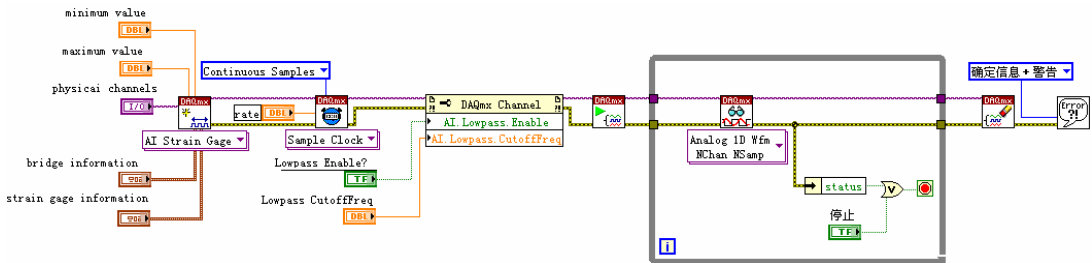 minimum value
DBL
maximum value
DBL
physicai channels
I/O
DAQmx
AI Strain Gage
bridge information
strain gage information
Continuous Samples
rate
DBL
DAQmx
Sample Clock
Lowpass Enable?
TF
Lowpass CutoffFreq
DBL
DAQmx Channel
AI.Lowpass.Enable
AI.Lowpass.CutoffFreq
DAQmx
DAQmx
Analog 1D Wfm
NChan NSamp
status
V
停止
TF
i
DAQmx
确定信息+警告
Error
?!